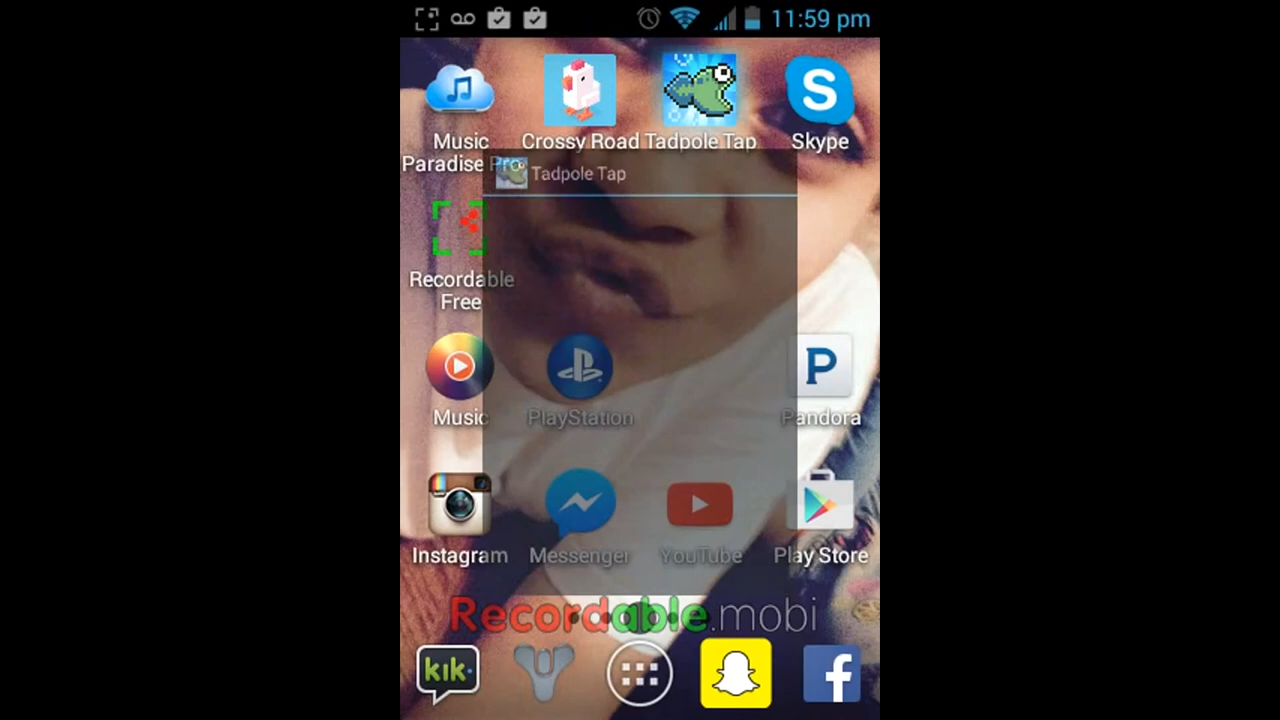 11:59 pm
Music
Paradise Pro
Crossy Road
Tadpole Tap
S
Skype
Tadpole Tap
Recordable
Free
P
Music
PlayStation
Pandora
Instagram
Messenger
YouTube
Play Store
Recordable.mobi
kik
f